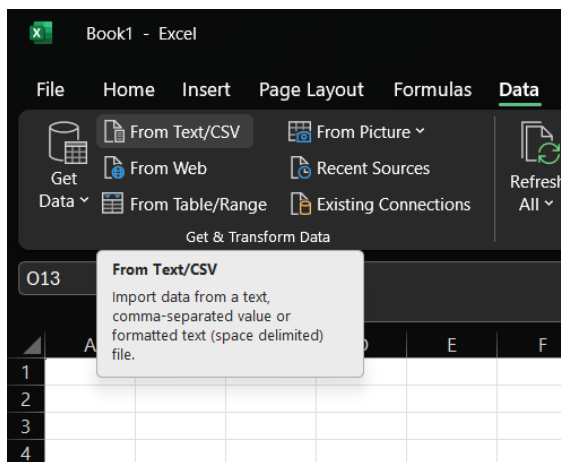 Book1 - Excel
File Home Insert Page Layout Formulas Data
From Text/CSV From Picture
From Web Recent Sources
Get Data From Table/Range Existing Connections
Refresh All
Get & Transform Data
O13
From Text/CSV
Import data from a text,
comma-separated value or
formatted text (space delimited)
file.
A E F
1
2
3
4